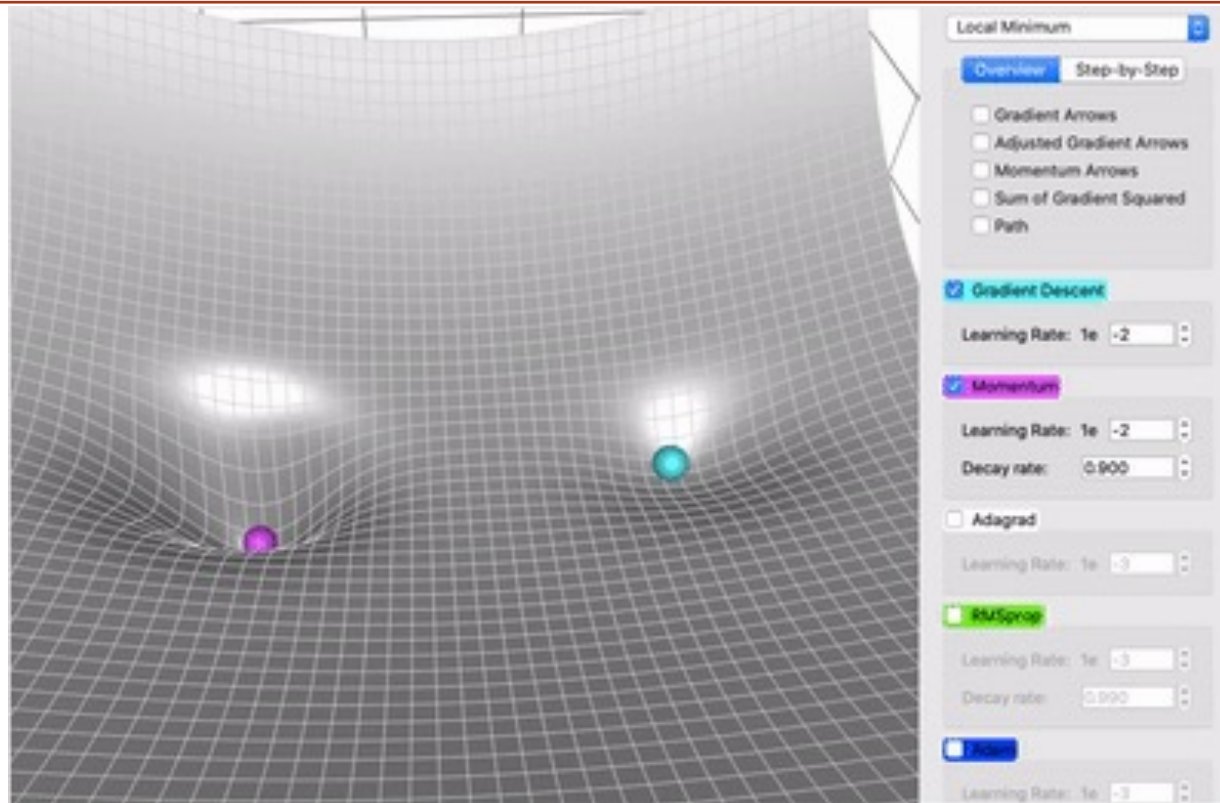 Local Minimum
Overview Step-by-Step
Gradient Arrows
Adjusted Gradient Arrows
Momentum Arrows
Sum of Gradient Squared
Path
Gradient Descent
Learning Rate: 1e -2
Momentum
Learning Rate: 1e -2
Decay rate: 0.900
Adagrad
Learning Rate: 1e -3
RMSprop
Learning Rate: 1e -3
Decay rate: 0.990
Adam
Learning Rate: 1e -3